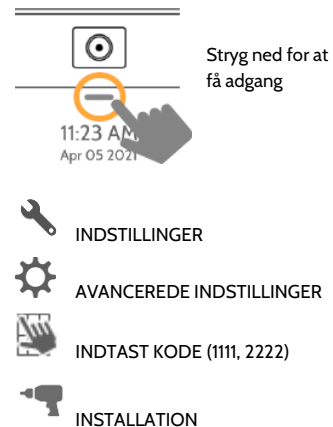 Stryg ned for at
få adgang
11:23 AM
Apr 05 2021
INDSTILLINGER
AVANCEREDE INDSTILLINGER
INDTAST KODE (1111, 2222)
INSTALLATION